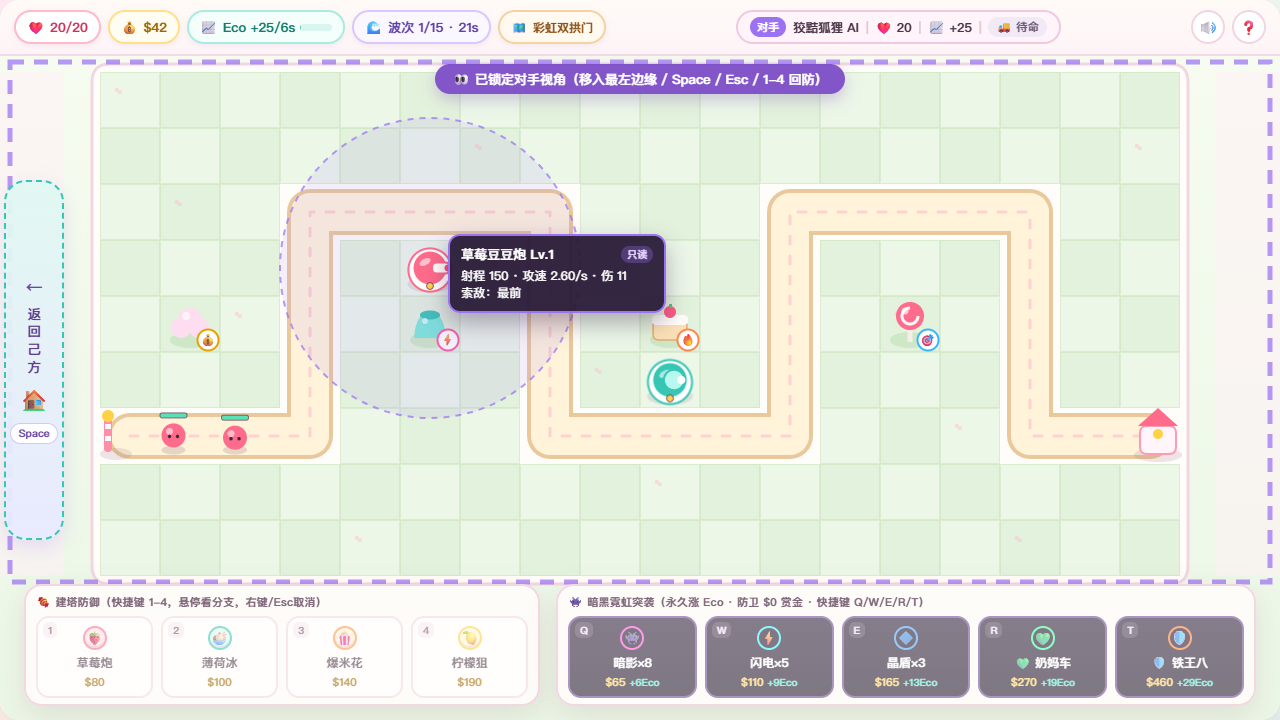 20/20
$42
Eco +25/6s
波次 1/15 · 21s
彩虹双拱门
对手 狡黠狐狸 AI | 20 | +25 | 待命
?
已锁定对手视角（移入最左边缘 / Space / Esc / 1–4 回防）
←
返回己方
Space
草莓豆豆炮 Lv.1 只读
射程 150 · 攻速 2.60/s · 伤 11
索敌：最前
建塔防御（快捷键 1–4，悬停看分支，右键/Esc取消）
1
草莓炮
$80
2
薄荷冰
$100
3
爆米花
$140
4
柠檬狙
$190
暗黑霓虹突袭（永久涨 Eco · 防卫 $0 赏金 · 快捷键 Q/W/E/R/T）
Q
暗影x8
$65 +6Eco
W
闪电x5
$110 +9Eco
E
晶盾x3
$165 +13Eco
R
奶妈车
$270 +19Eco
T
铁王八
$460 +29Eco